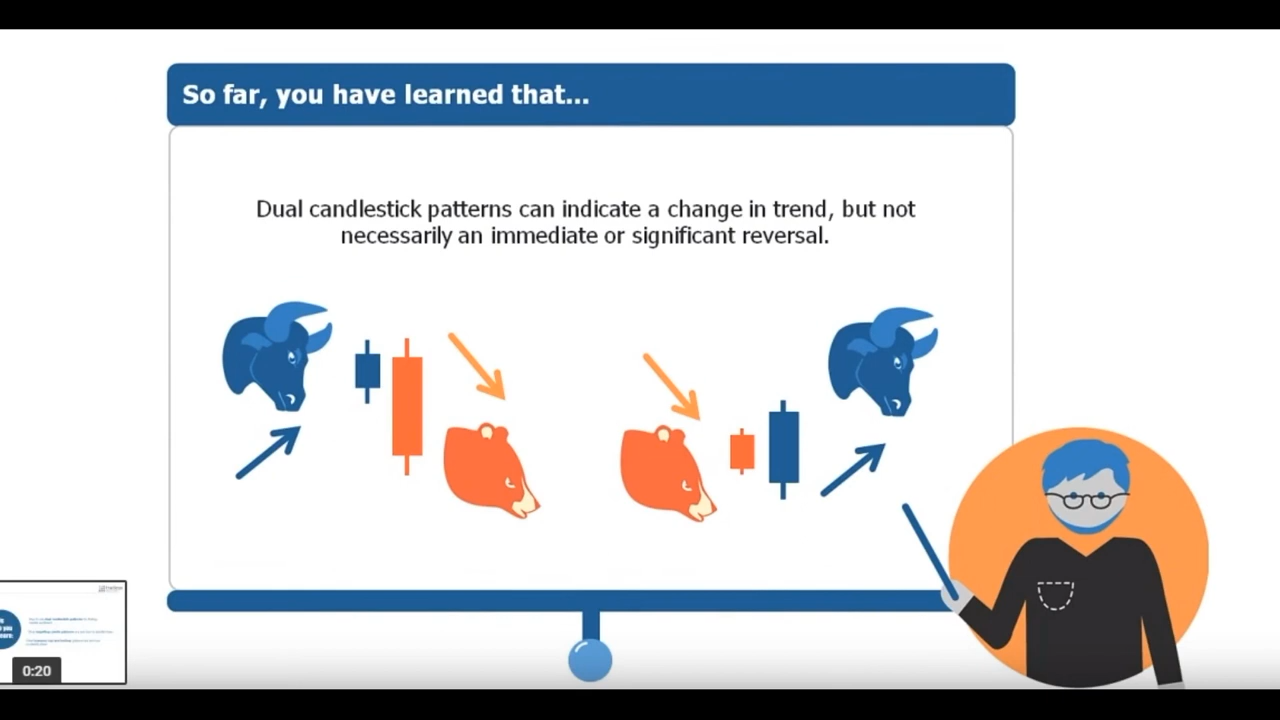 So far, you have learned that...
Dual candlestick patterns can indicate a change in trend, but not
necessarily an immediate or significant reversal.
0:20